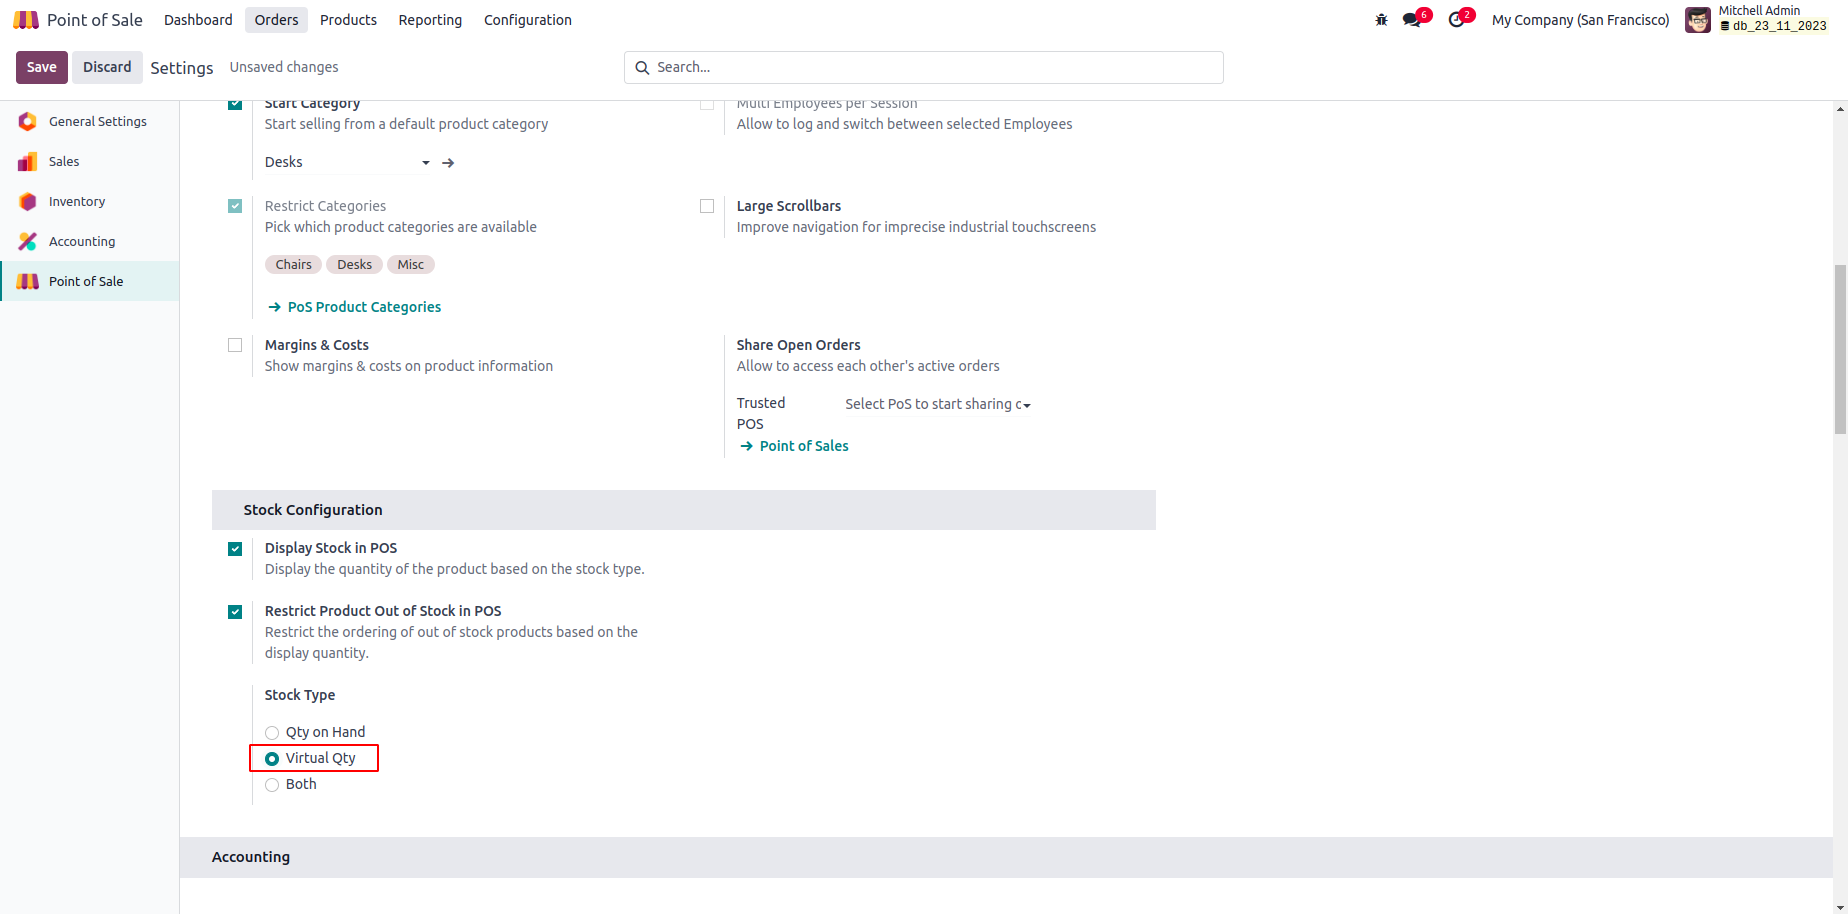 Point of Sale Dashboard Orders Products Reporting Configuration 6 2 My Company (San Francisco) Mitchell Admin
db_23_11_2023
Save Discard Settings Unsaved changes Search...
General Settings
Sales
Inventory
Accounting
Point of Sale
Start Category
Start selling from a default product category
Desks
Multi Employees per Session
Allow to log and switch between selected Employees
Restrict Categories
Pick which product categories are available
Chairs Desks Misc
PoS Product Categories
Large Scrollbars
Improve navigation for imprecise industrial touchscreens
Margins & Costs
Show margins & costs on product information
Share Open Orders
Allow to access each other's active orders
Trusted
POS
Select PoS to start sharing c
Point of Sales
Stock Configuration
Display Stock in POS
Display the quantity of the product based on the stock type.
Restrict Product Out of Stock in POS
Restrict the ordering of out of stock products based on the
display quantity.
Stock Type
Qty on Hand
Virtual Qty
Both
Accounting